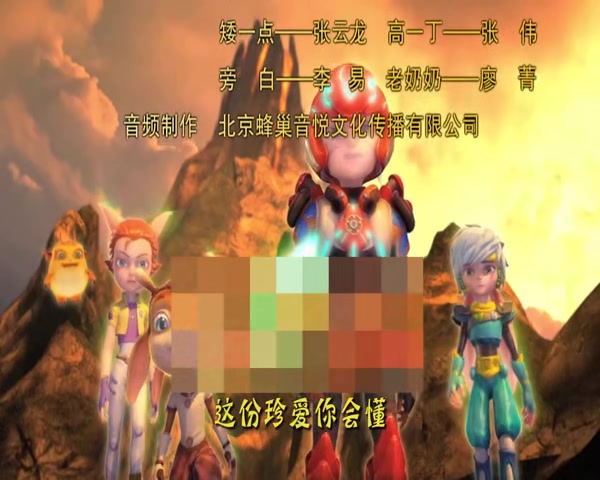 矮一点——张云龙 高一丁——张 伟
旁 白——李 易 老奶奶——廖 菁
音频制作 北京蜂巢音悦文化传播有限公司
这份珍爱你会懂